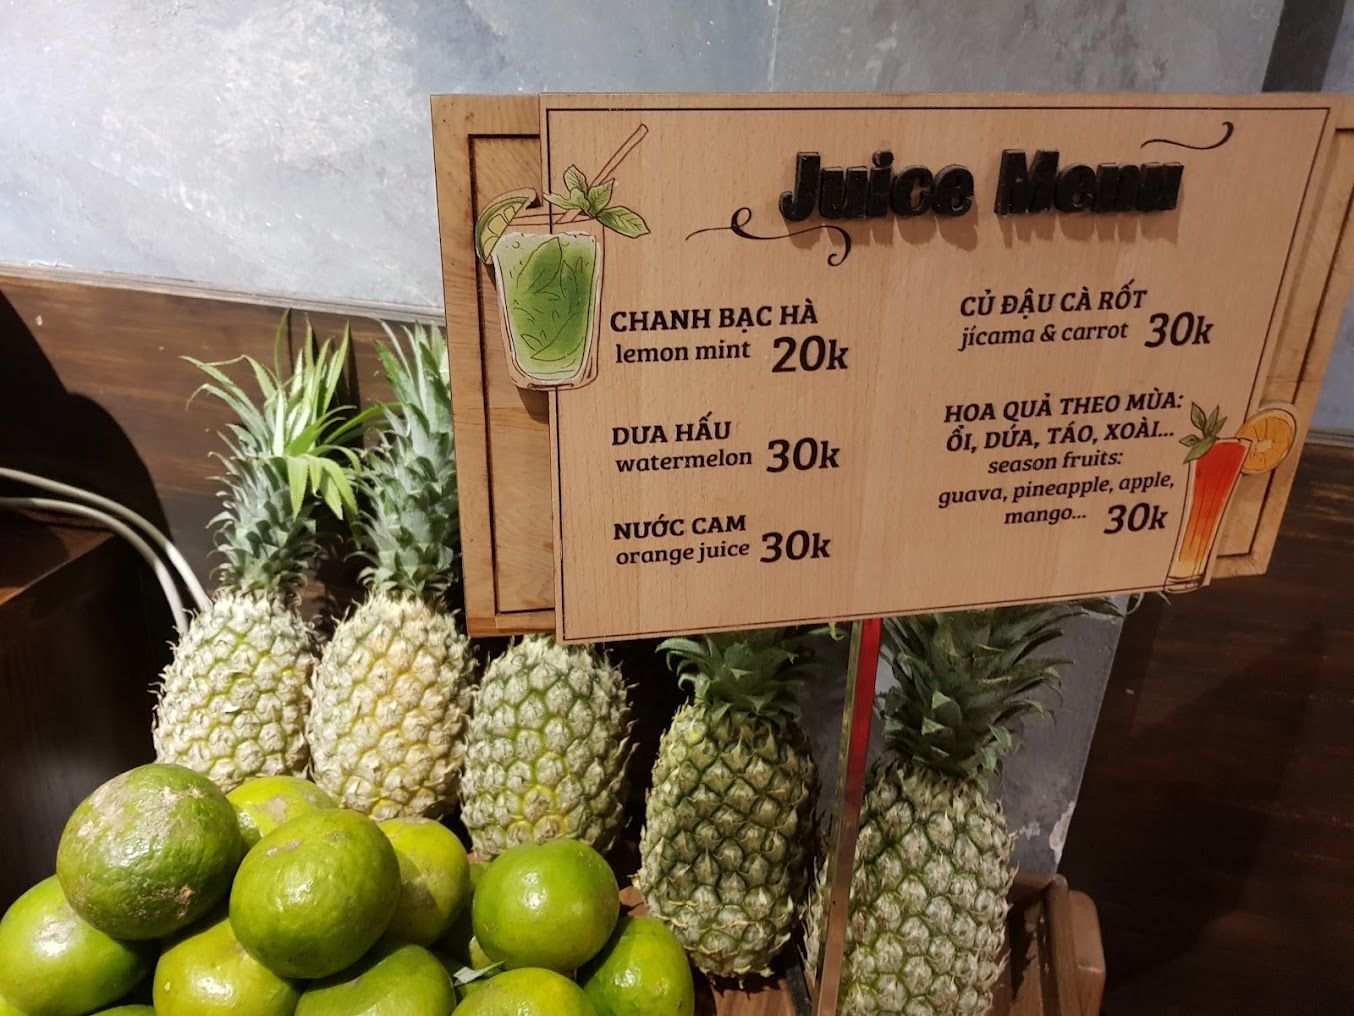 Juice Menu
CHANH BẠC HÀ
lemon mint 20k
DƯA HẤU
watermelon 30k
NƯỚC CAM
orange juice 30k
CỦ ĐẬU CÀ RỐT
jícama & carrot 30k
HOA QUẢ THEO MÙA:
ỔI, DỨA, TÁO, XOÀI...
season fruits:
guava, pineapple, apple,
mango... 30k